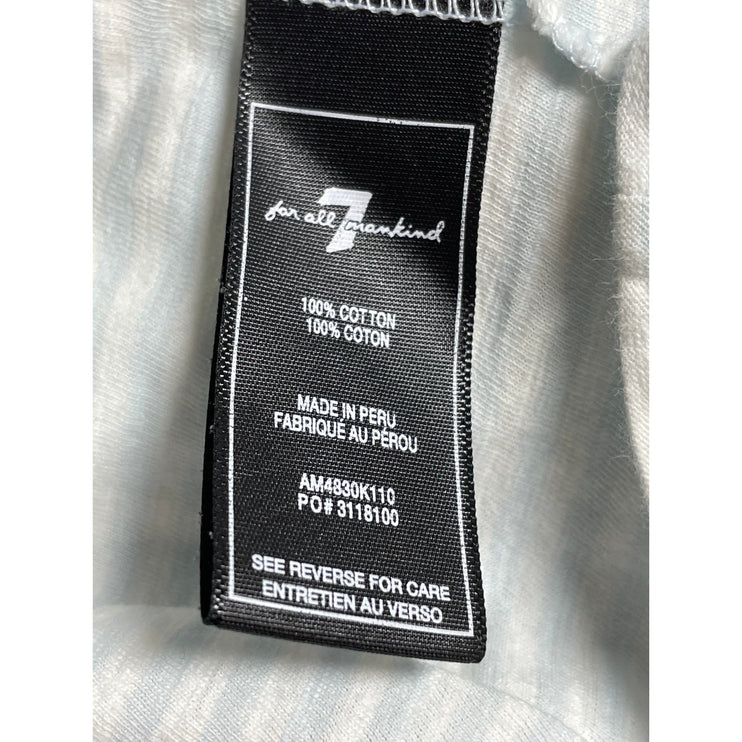 7
for all mankind
100% COTTON
100% COTON
MADE IN PERU
FABRIQUÉ AU PÉROU
AM4830K110
PO# 3118100
SEE REVERSE FOR CARE
ENTRETIEN AU VERSO